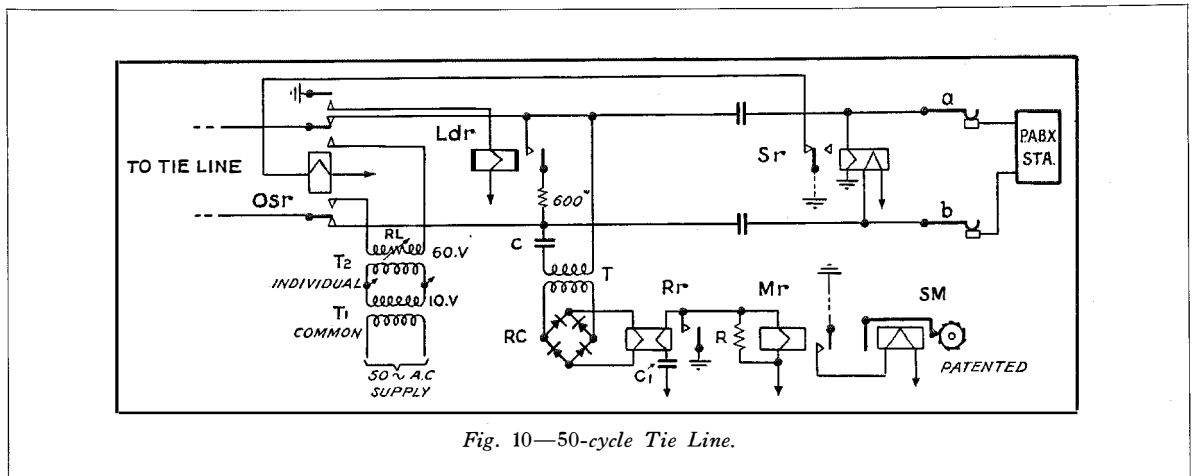 TO TIE LINE
Osr
Ldr
600ω
C
RL
60.V
T2
INDIVIDUAL
10.V
T1
COMMON
50 ~ A.C
SUPPLY
T
RC
Rr
C1
R
Mr
Sr
a
b
PABX
STA.
SM
PATENTED
Fig. 10—50-cycle Tie Line.